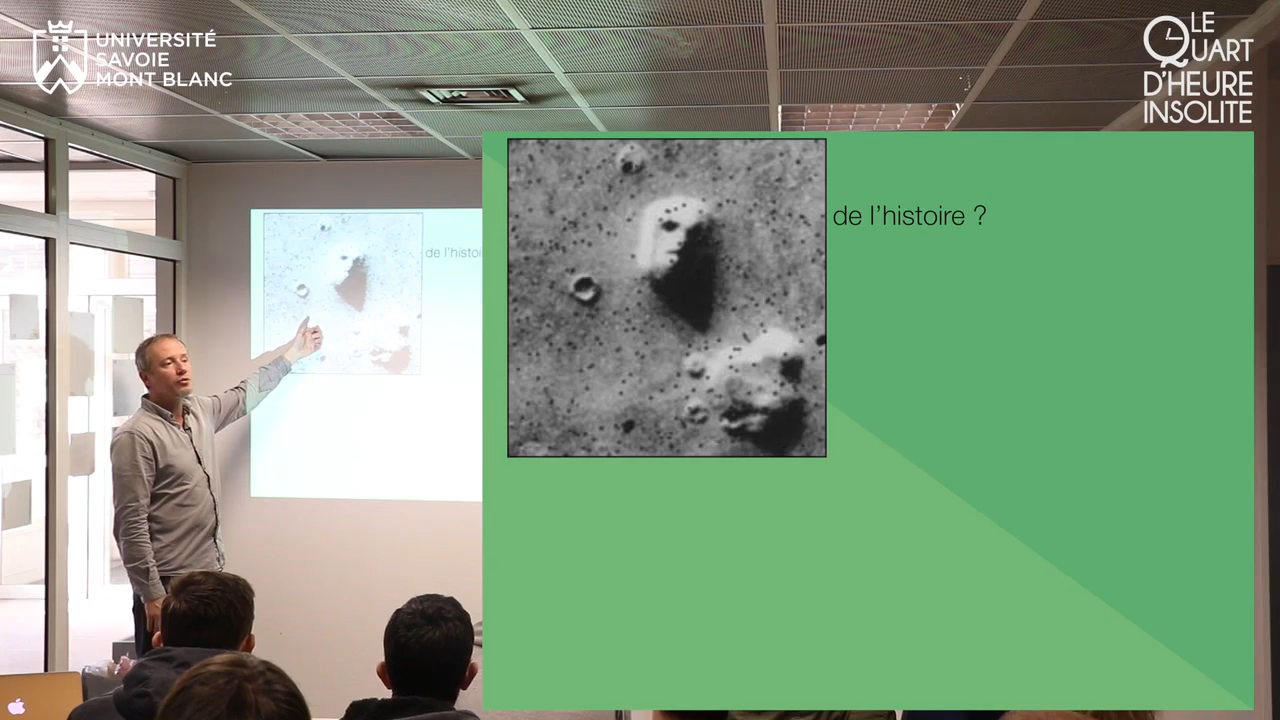 UNIVERSITÉ
SAVOIE
MONT BLANC
LE
QUART
D'HEURE
INSOLITE
de l'histoire ?
de l'histoi